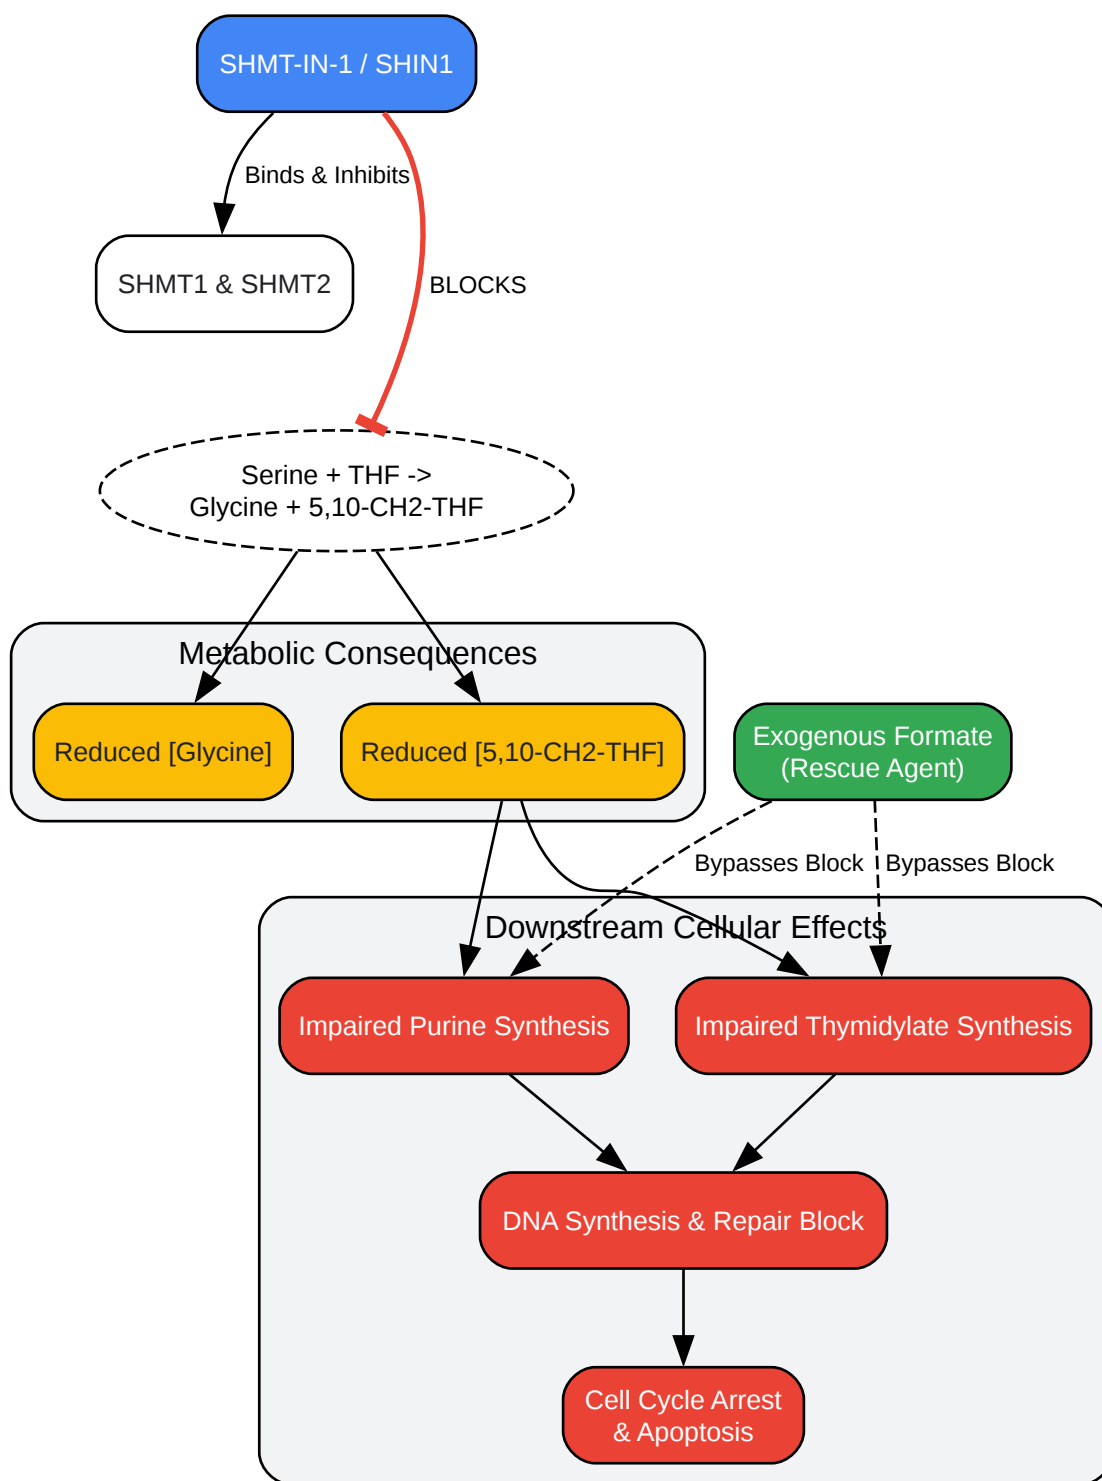 SHMT-IN-1 / SHIN1
Binds & Inhibits
SHMT1 & SHMT2
BLOCKS
Serine + THF ->
Glycine + 5,10-CH2-THF
Metabolic Consequences
Reduced [Glycine]
Reduced [5,10-CH2-THF]
Exogenous Formate
(Rescue Agent)
Bypasses Block
Bypasses Block
Downstream Cellular Effects
Impaired Purine Synthesis
Impaired Thymidylate Synthesis
DNA Synthesis & Repair Block
Cell Cycle Arrest
& Apoptosis